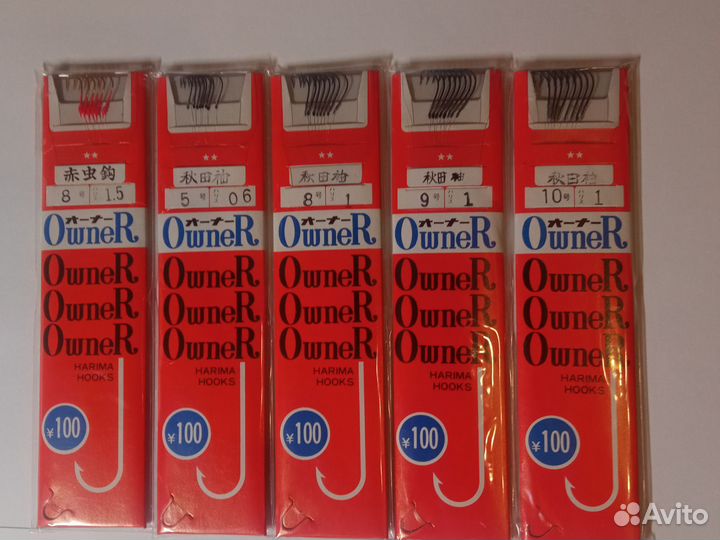 ★★
赤虫鈎
8号 ハリス 1.5
オーナー
OwneR
OwneR
OwneR
OwneR
HARIMA
HOOKS
¥100
★★
秋田袖
5号 ハリス 06
オーナー
OwneR
OwneR
OwneR
OwneR
HARIMA
HOOKS
¥100
★★
秋田袖
8号 ハリス 1
オーナー
OwneR
OwneR
OwneR
OwneR
HARIMA
HOOKS
¥100
★★
秋田袖
9号 ハリス 1
オーナー
OwneR
OwneR
OwneR
OwneR
HARIMA
HOOKS
¥100
★★
秋田袖
10号 ハリス 1
オーナー
OwneR
OwneR
OwneR
OwneR
HARIMA
HOOKS
¥100
Avito